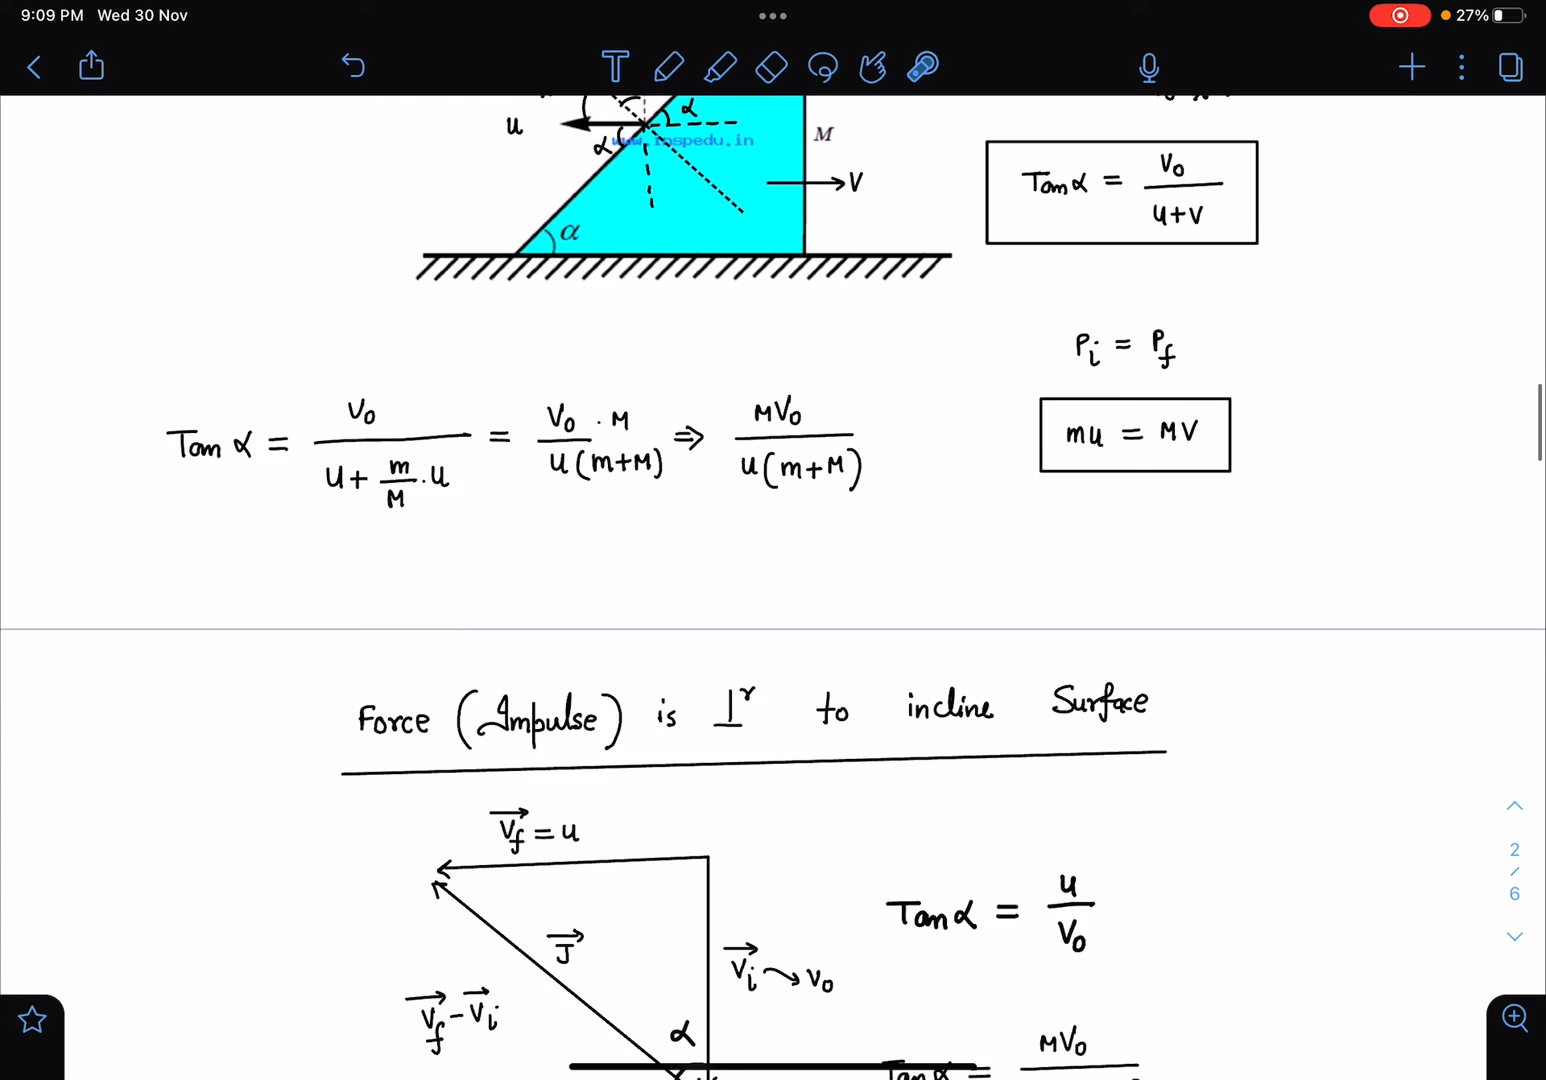 9:09 PM Wed 30 Nov
27%
α
u
α
www.inspedu.in
M
V
α
Tan α = V₀ / (u+v)
Pᵢ = P_f
mu = MV
Tan α = V₀ / (u + m/M · u) = V₀ · M / u(m+M) ⇒ MV₀ / u(m+M)
Force (Impulse) is ⊥ʳ to incline Surface
V⃗_f = u
J⃗
V⃗ᵢ → V₀
V⃗_f - V⃗ᵢ
α
Tan α = u / V₀
Tan α = MV₀
2 / 6